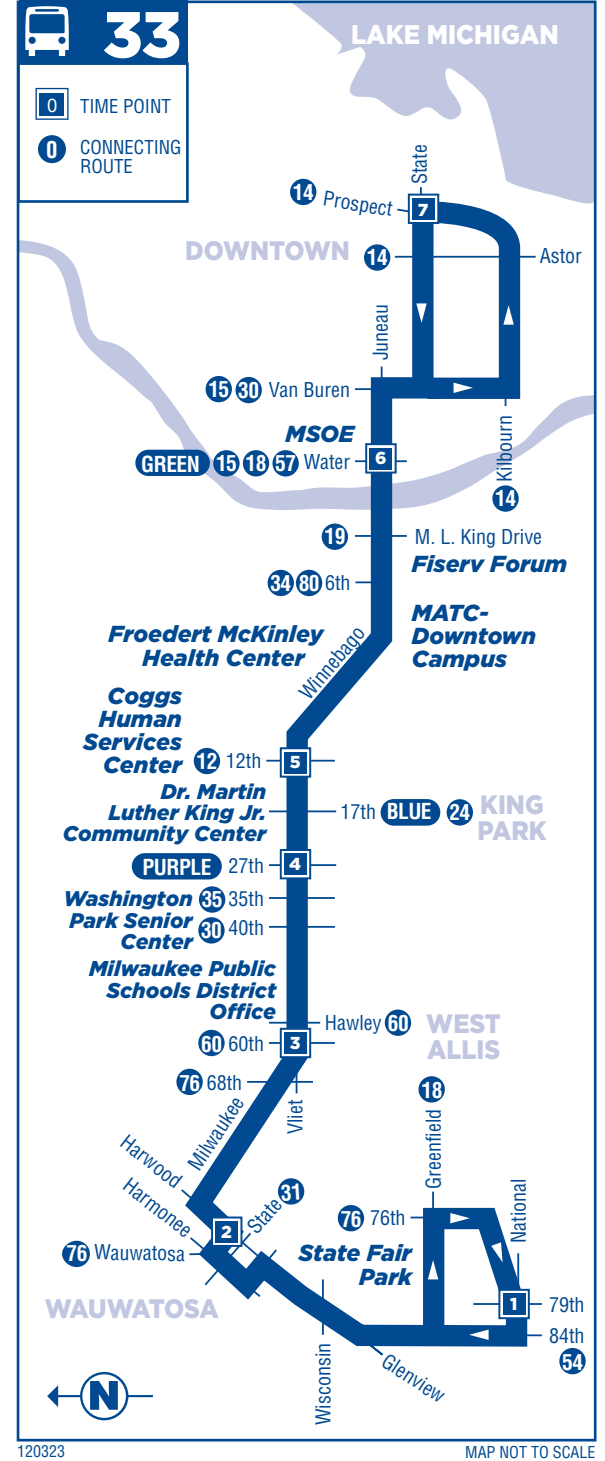 33
LAKE MICHIGAN
0 TIME POINT
0 CONNECTING
ROUTE
State
14 Prospect
7
DOWNTOWN
14
Astor
Juneau
15 30 Van Buren
MSOE
GREEN 15 18 57 Water
6
Kilbourn
14
19
M. L. King Drive
Fiserv Forum
34 80 6th
MATC-
Downtown
Campus
Froedert McKinley
Health Center
Winnebago
Coggs
Human
Services
Center
12 12th
5
Dr. Martin
Luther King Jr.
Community Center
17th BLUE 24
KING
PARK
PURPLE 27th
4
Washington
Park Senior
Center
35 35th
30 40th
Milwaukee Public
Schools District
Office
Hawley 60
WEST
ALLIS
60 60th
3
76 68th
Vliet
Milwaukee
18
Greenfield
Harwood
Harmonee
2
State 31
76 Wauwatosa
76 76th
National
State Fair
Park
1
79th
84th
54
WAUWATOSA
Wisconsin
Glenview
N
120323
MAP NOT TO SCALE